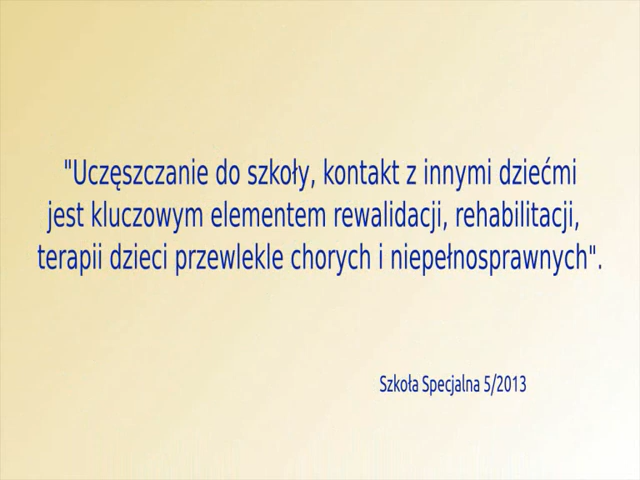 "Uczęszczanie do szkoły, kontakt z innymi dziećmi
jest kluczowym elementem rewalidacji, rehabilitacji,
terapii dzieci przewlekle chorych i niepełnosprawnych".
Szkoła Specjalna 5/2013